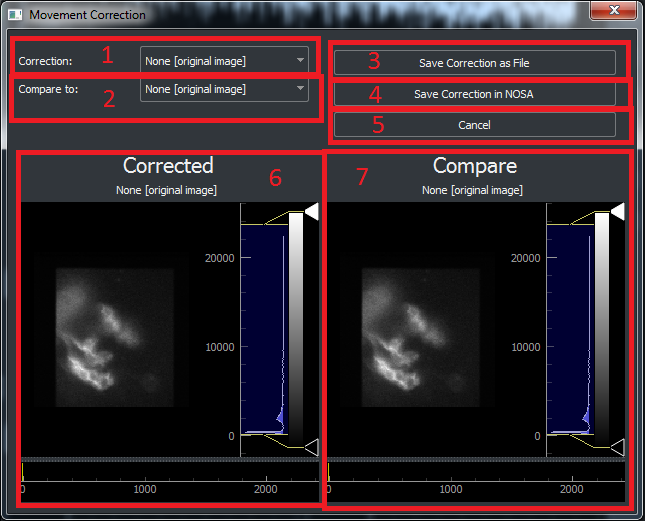 Movement Correction
Correction: 1 None [original image]
Compare to: 2 None [original image]
3 Save Correction as File
4 Save Correction in NOSA
5 Cancel
Corrected 6
None [original image]
20000
10000
0
0 1000 2000
7 Compare
None [original image]
20000
10000
0
0 1000 2000